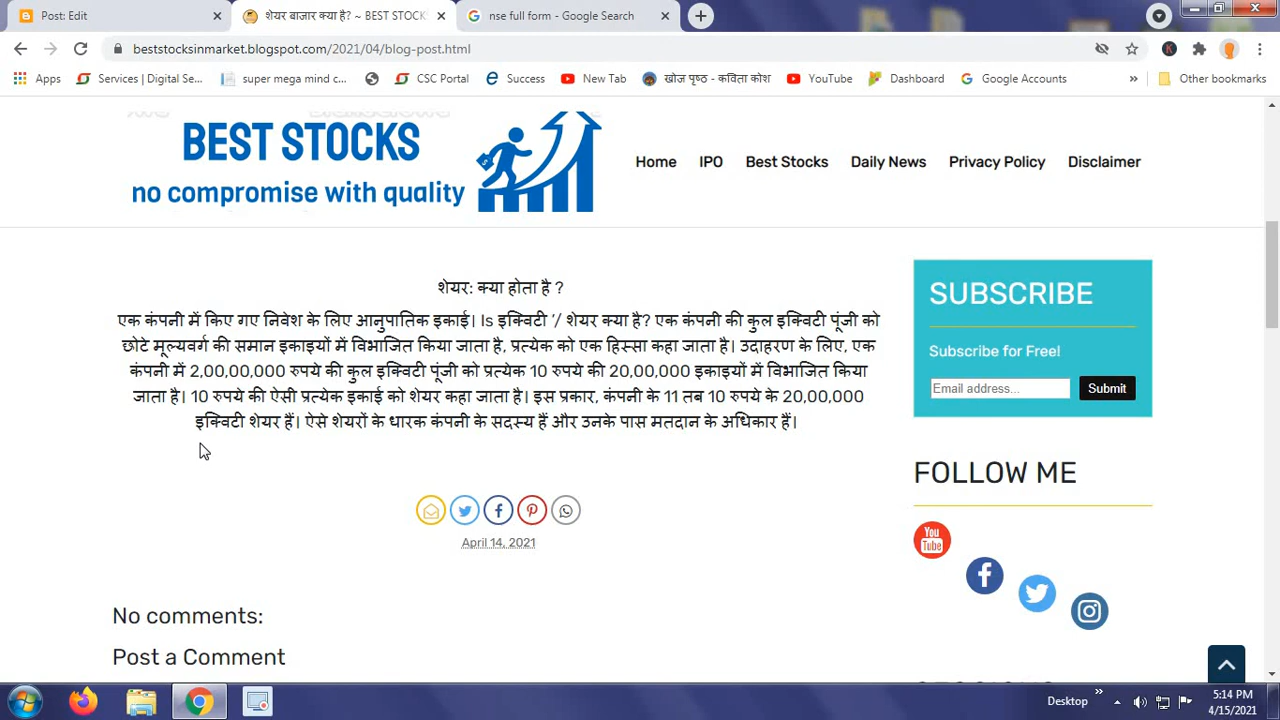 Post: Edit
शेयर बाजार क्या है? ~ BEST STOCKS
nse full form - Google Search
beststocksinmarket.blogspot.com/2021/04/blog-post.html
Apps
Services | Digital Se...
super mega mind c...
CSC Portal
Success
New Tab
खोज पृष्ठ - कविता कोश
YouTube
Dashboard
Google Accounts
»
Other bookmarks
BEST STOCKS
no compromise with quality
Home IPO Best Stocks Daily News Privacy Policy Disclaimer
शेयर: क्या होता है ?
एक कंपनी में किए गए निवेश के लिए आनुपातिक इकाई। Is इक्विटी ’/ शेयर क्या है? एक कंपनी की कुल इक्विटी पूंजी को
छोटे मूल्यवर्ग की समान इकाइयों में विभाजित किया जाता है, प्रत्येक को एक हिस्सा कहा जाता है। उदाहरण के लिए, एक
कंपनी में 2,00,00,000 रुपये की कुल इक्विटी पूंजी को प्रत्येक 10 रुपये की 20,00,000 इकाइयों में विभाजित किया
जाता है। 10 रुपये की ऐसी प्रत्येक इकाई को शेयर कहा जाता है। इस प्रकार, कंपनी के 11 तब 10 रुपये के 20,00,000
इक्विटी शेयर हैं। ऐसे शेयरों के धारक कंपनी के सदस्य हैं और उनके पास मतदान के अधिकार हैं।
April 14, 2021
No comments:
Post a Comment
SUBSCRIBE
Subscribe for Free!
Email address...
Submit
FOLLOW ME
You
Tube
Desktop
»
5:14 PM
4/15/2021